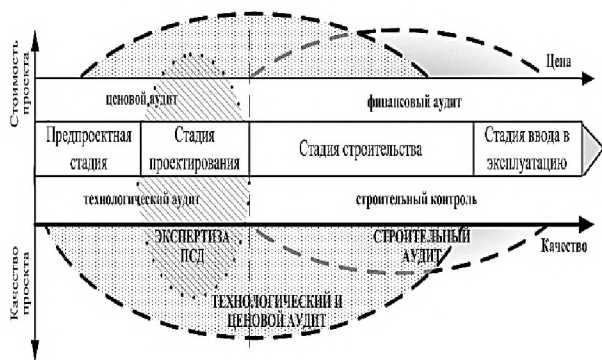 Стоимость
проекта
Цена
ценовой аудит
финансовый аудит
Предпроектная
стадия
Стадия
проектирования
Стадия строительства
Стадия ввода в
эксплуатацию
технологический аудит
строительный контроль
Качество
проекта
ЭКСПЕРТИЗА
ПСД
СТРОИТЕЛЬНЫЙ
АУДИТ
Качество
ТЕХНОЛОГИЧЕСКИЙ И
ЦЕНОВОЙ АУДИТ